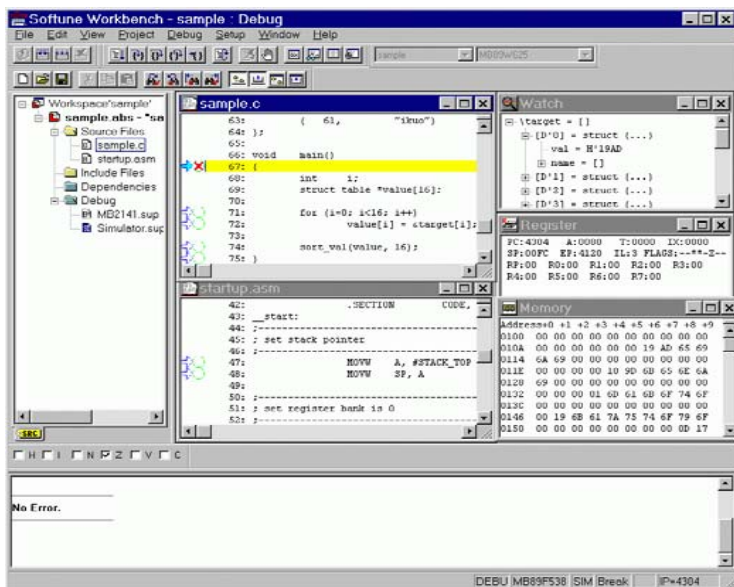 Softune Workbench - sample : Debug
File Edit View Project Debug Setup Window Help
sample MB89WC25
Workspace'sample'
sample.abs - "sa
Source Files
sample.c
startup.asm
Include Files
Dependencies
Debug
MB2141.sup
Simulator.sup
SRC
sample.c
63: ( 61, "ikuo")
64: };
65:
66: void main()
67: {
68: int i;
69: struct table *value[16];
70:
71: for (i=0; i<16; i++)
72: value[i] = &target[i];
73:
74: sort_val(value, 16);
75: }
startup.asm
42: .SECTION CODE,
43: __start:
44: ;
45: ; set stack pointer
46: ;
47: MOVW A, #STACK_TOP
48: MOVW SP, A
49:
50: ;
51: ; set register bank is 0
52: ;
Watch
\target = []
[D'0] = struct (...)
val = H'19AD
name = []
[D'1] = struct (...)
[D'2] = struct (...)
[D'3] = struct (...)
Register
PC:4304 A:0000 T:0000 IX:0000
SP:00FC EP:4120 IL:3 FLAGS:--**-Z--
RP:00 R0:00 R1:00 R2:00 R3:00
R4:00 R5:00 R6:00 R7:00
Memory
Address+0 +1 +2 +3 +4 +5 +6 +7 +8 +9
0100 00 00 00 00 00 00 00 00 00 00
010A 00 00 00 00 00 00 19 AD 65 69
0114 6A 69 00 00 00 00 00 00 00 00
011E 00 00 00 00 10 9D 6B 65 6E 6A
0128 69 00 00 00 00 00 00 00 00 00
0132 00 00 00 01 6D 61 6B 6F 74 6F
013C 00 00 00 00 00 00 00 00 00 00
0146 00 19 6B 61 7A 75 74 6F 79 6F
0150 00 00 00 00 00 00 00 00 0D 17
H I N Z V C
No Error.
DEBU MB89F538 SIM Break IP=4304